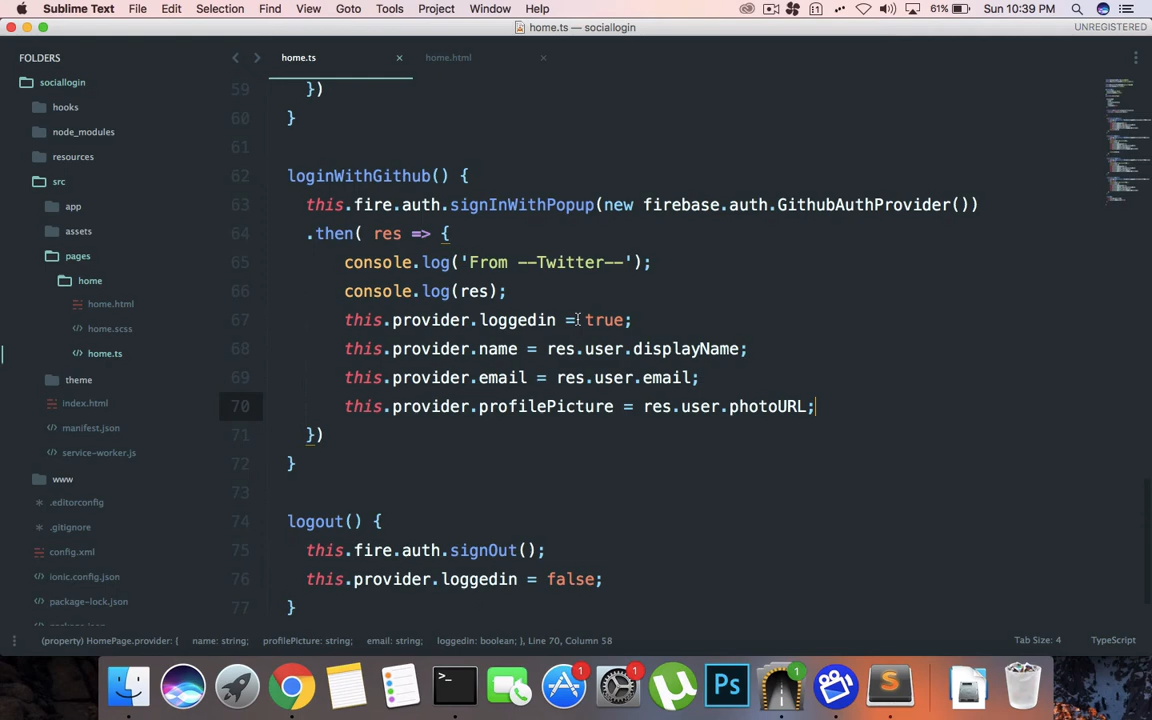 Sublime Text File Edit Selection Find View Goto Tools Project Window Help 61% Sun 10:39 PM
home.ts — sociallogin UNREGISTERED
FOLDERS
sociallogin
hooks
node_modules
resources
src
app
assets
pages
home
home.html
home.scss
home.ts
theme
index.html
manifest.json
service-worker.js
www
.editorconfig
.gitignore
config.xml
ionic.config.json
package-lock.json
home.ts × home.html ×
59 })
60 }
61
62 loginWithGithub() {
63 this.fire.auth.signInWithPopup(new firebase.auth.GithubAuthProvider())
64 .then( res => {
65 console.log('From --Twitter--');
66 console.log(res);
67 this.provider.loggedin = true;
68 this.provider.name = res.user.displayName;
69 this.provider.email = res.user.email;
70 this.provider.profilePicture = res.user.photoURL;
71 })
72 }
73
74 logout() {
75 this.fire.auth.signOut();
76 this.provider.loggedin = false;
77 }
(property) HomePage.provider: { name: string; profilePicture: string; email: string; loggedin: boolean; }, Line 70, Column 58 Tab Size: 4 TypeScript
1 1 Ps 1 S